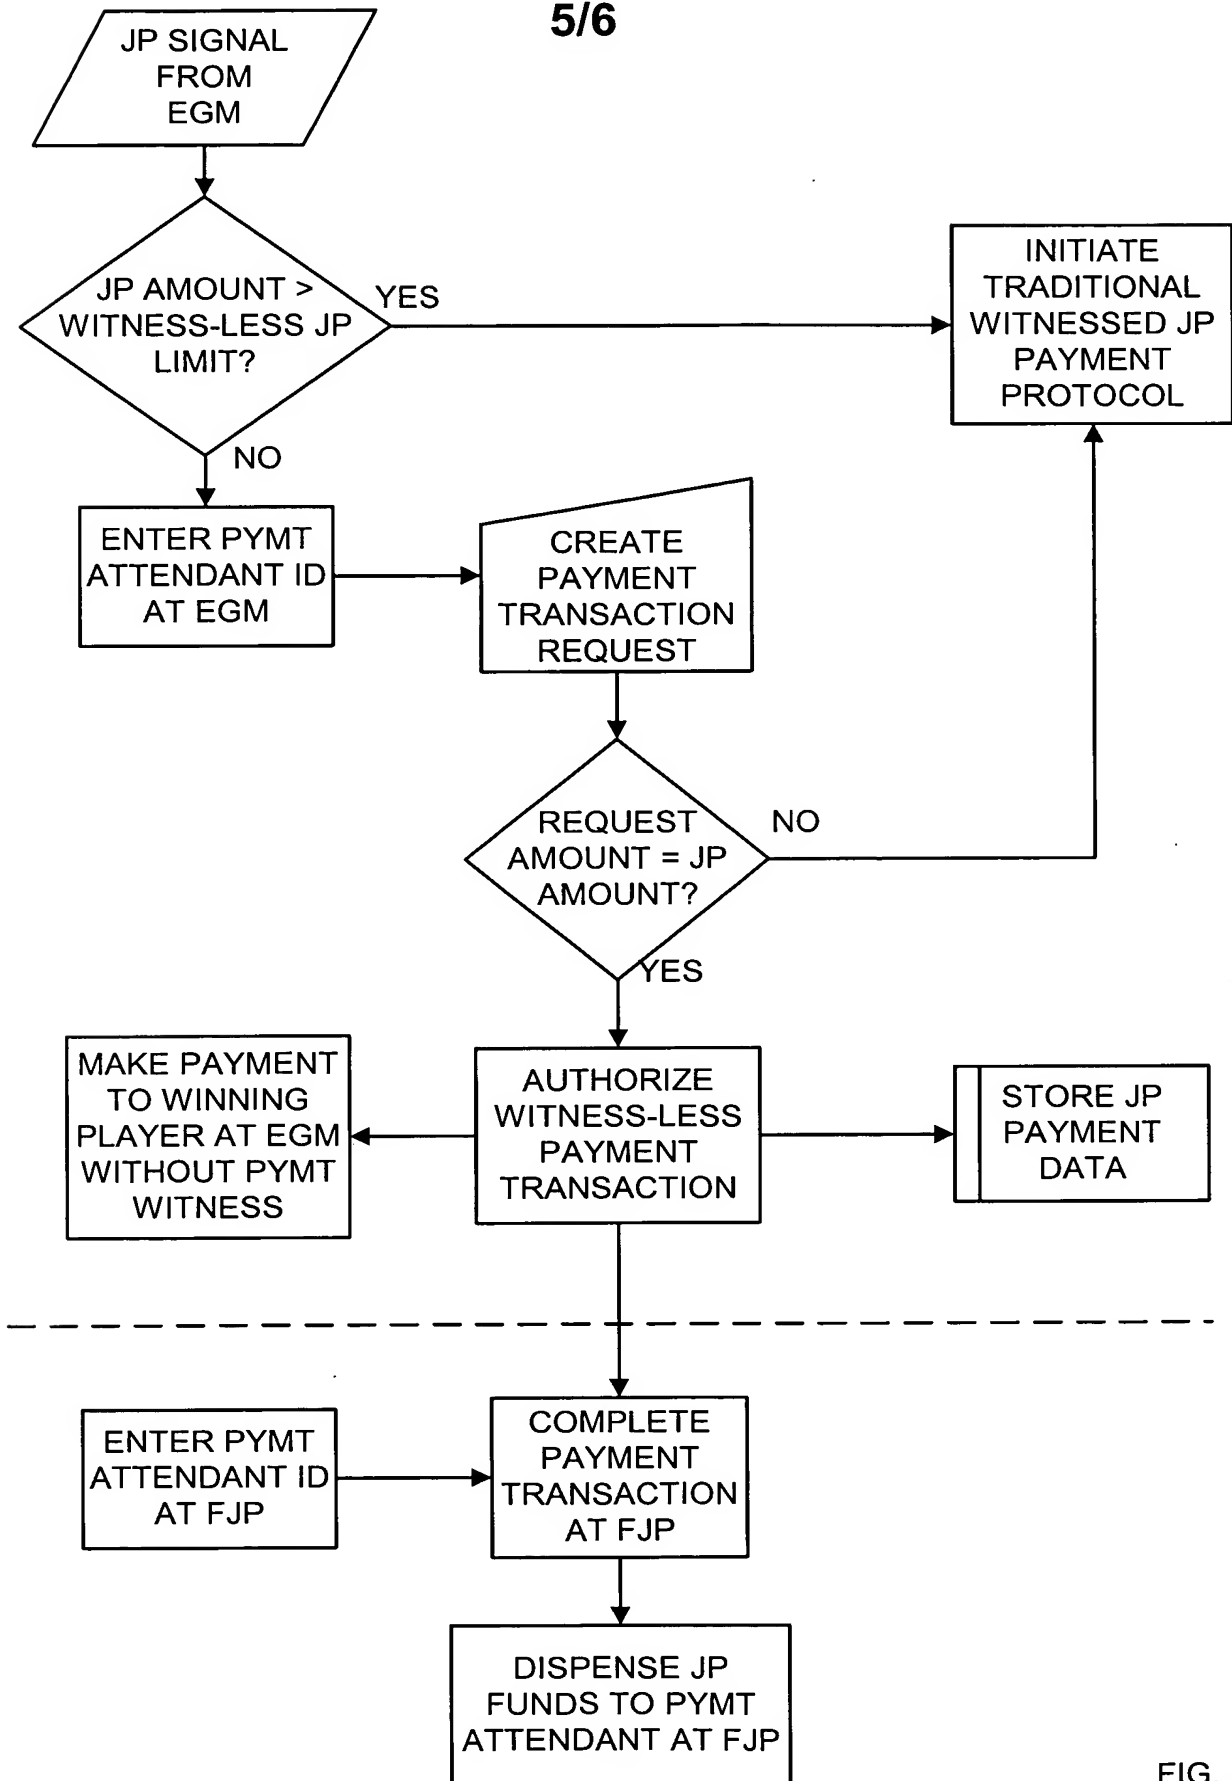 5/6
JP SIGNAL
FROM
EGM
JP AMOUNT >
WITNESS-LESS JP
LIMIT?
YES
INITIATE
TRADITIONAL
WITNESSED JP
PAYMENT
PROTOCOL
NO
ENTER PYMT
ATTENDANT ID
AT EGM
CREATE
PAYMENT
TRANSACTION
REQUEST
REQUEST
AMOUNT = JP
AMOUNT?
NO
YES
MAKE PAYMENT
TO WINNING
PLAYER AT EGM
WITHOUT PYMT
WITNESS
AUTHORIZE
WITNESS-LESS
PAYMENT
TRANSACTION
STORE JP
PAYMENT
DATA
ENTER PYMT
ATTENDANT ID
AT FJP
COMPLETE
PAYMENT
TRANSACTION
AT FJP
DISPENSE JP
FUNDS TO PYMT
ATTENDANT AT FJP
FIG